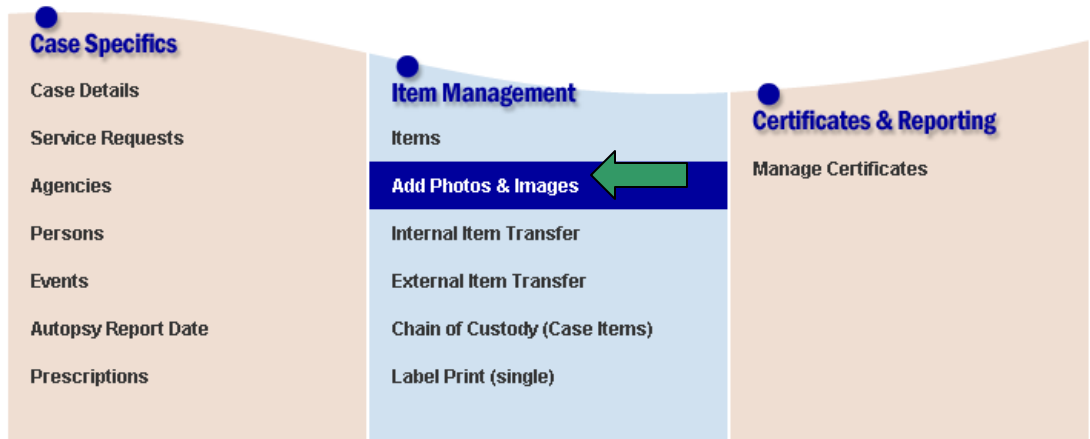 Case Specifics
Case Details
Service Requests
Agencies
Persons
Events
Autopsy Report Date
Prescriptions
Item Management
Items
Add Photos & Images
Internal Item Transfer
External Item Transfer
Chain of Custody (Case Items)
Label Print (single)
Certificates & Reporting
Manage Certificates